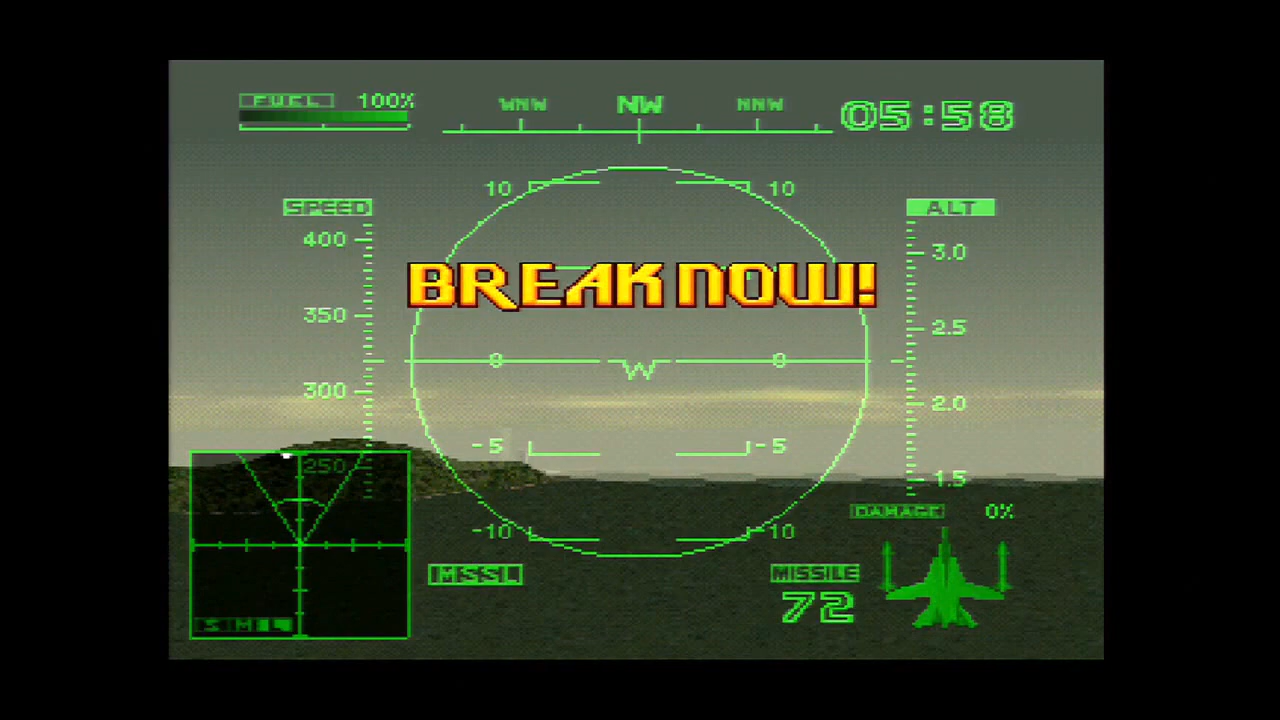 FUEL 100%
WNW NW NNW
05:58
10 10
SPEED
ALT
400
3.0
BREAK NOW!
350
2.5
0 0
300
2.0
-5 -5
250
1.5
DAMAGE 0%
-10 -10
MSSL
MISSILE
72